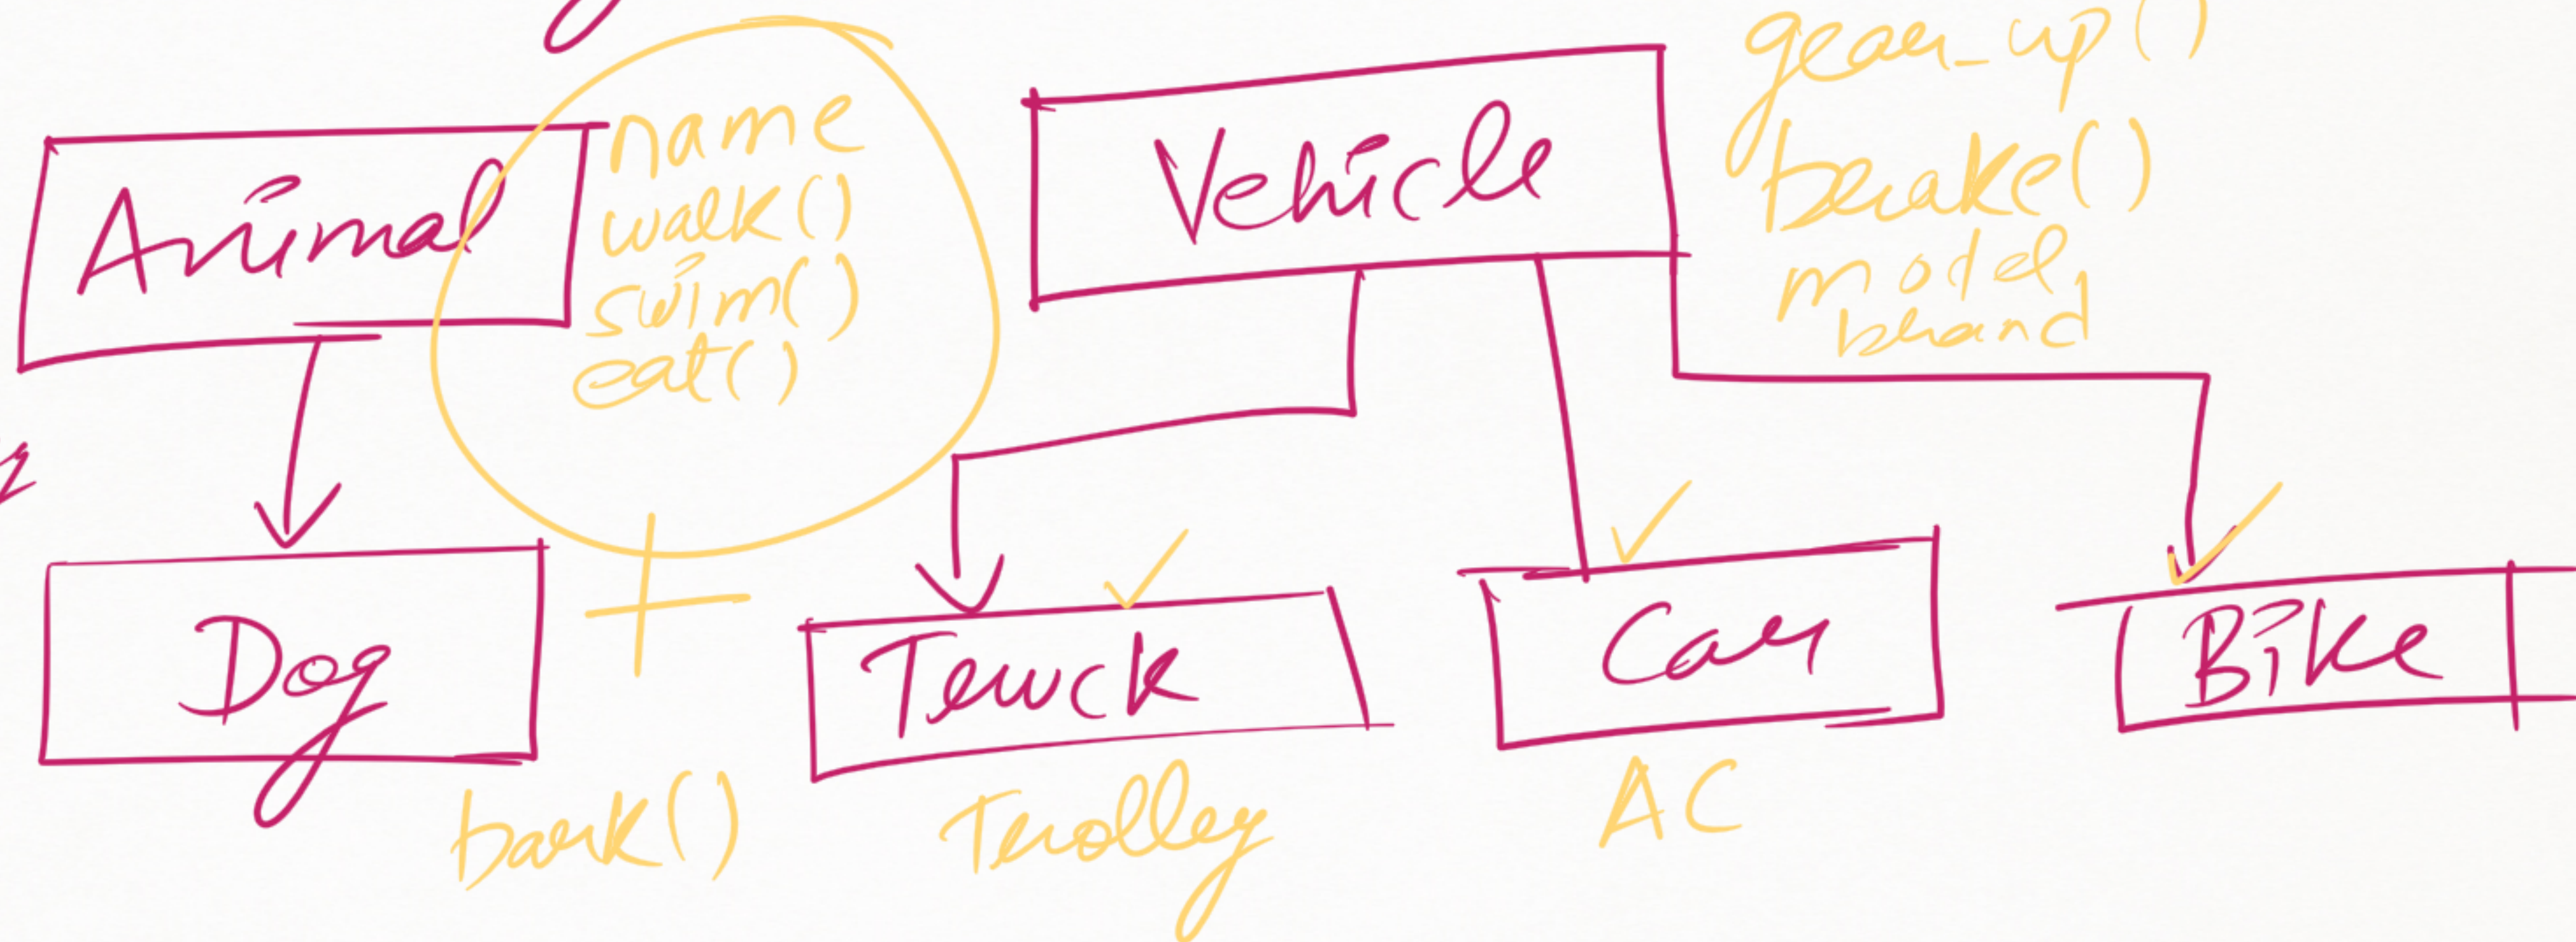 gear_up()
name
Vehicle
brake()
Animal
walk()
model,
swim()
brand
eat()
Dog
Truck
Car
Bike
bark()
Trolley
AC